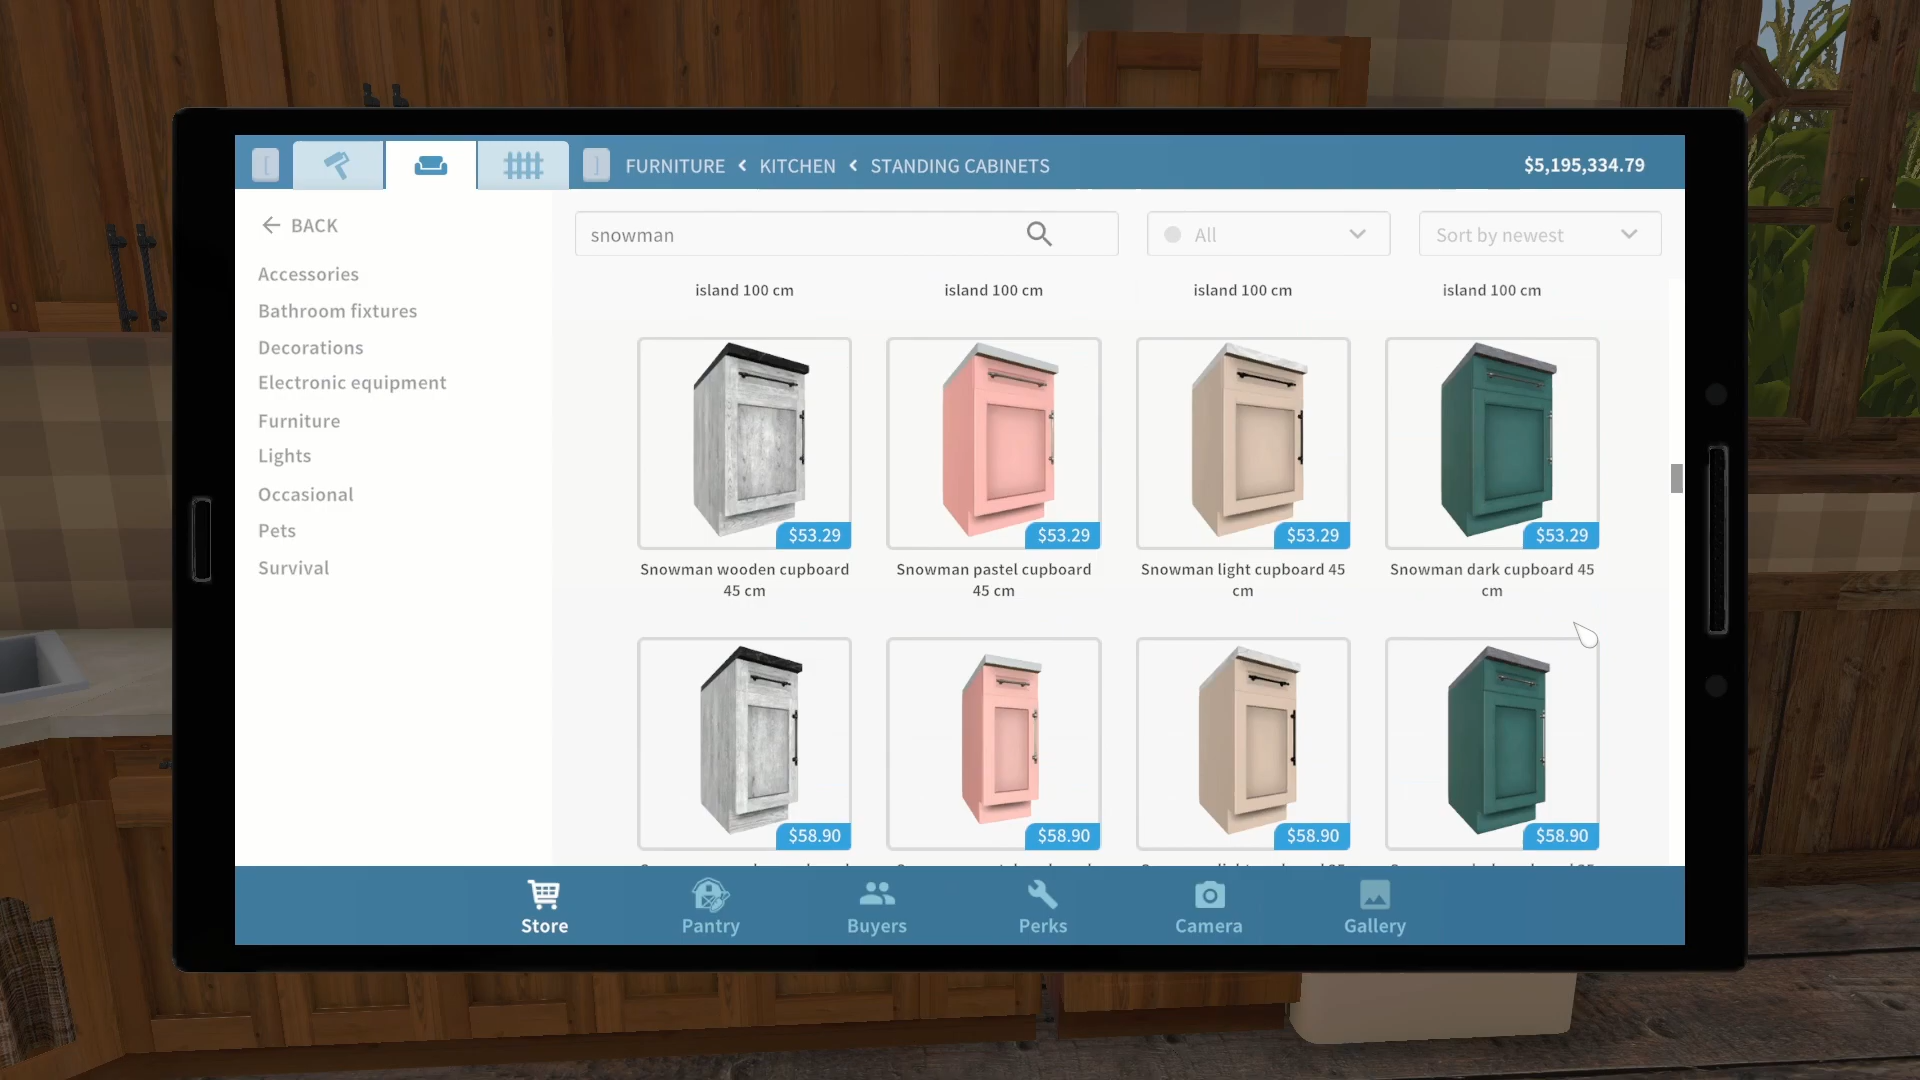 [
]
FURNITURE < KITCHEN < STANDING CABINETS
$5,195,334.79
BACK
snowman
All
Sort by newest
Accessories
Bathroom fixtures
Decorations
Electronic equipment
Furniture
Lights
Occasional
Pets
Survival
island 100 cm
island 100 cm
island 100 cm
island 100 cm
$53.29
$53.29
$53.29
$53.29
Snowman wooden cupboard
45 cm
Snowman pastel cupboard
45 cm
Snowman light cupboard 45
cm
Snowman dark cupboard 45
cm
$58.90
$58.90
$58.90
$58.90
Store
Pantry
Buyers
Perks
Camera
Gallery